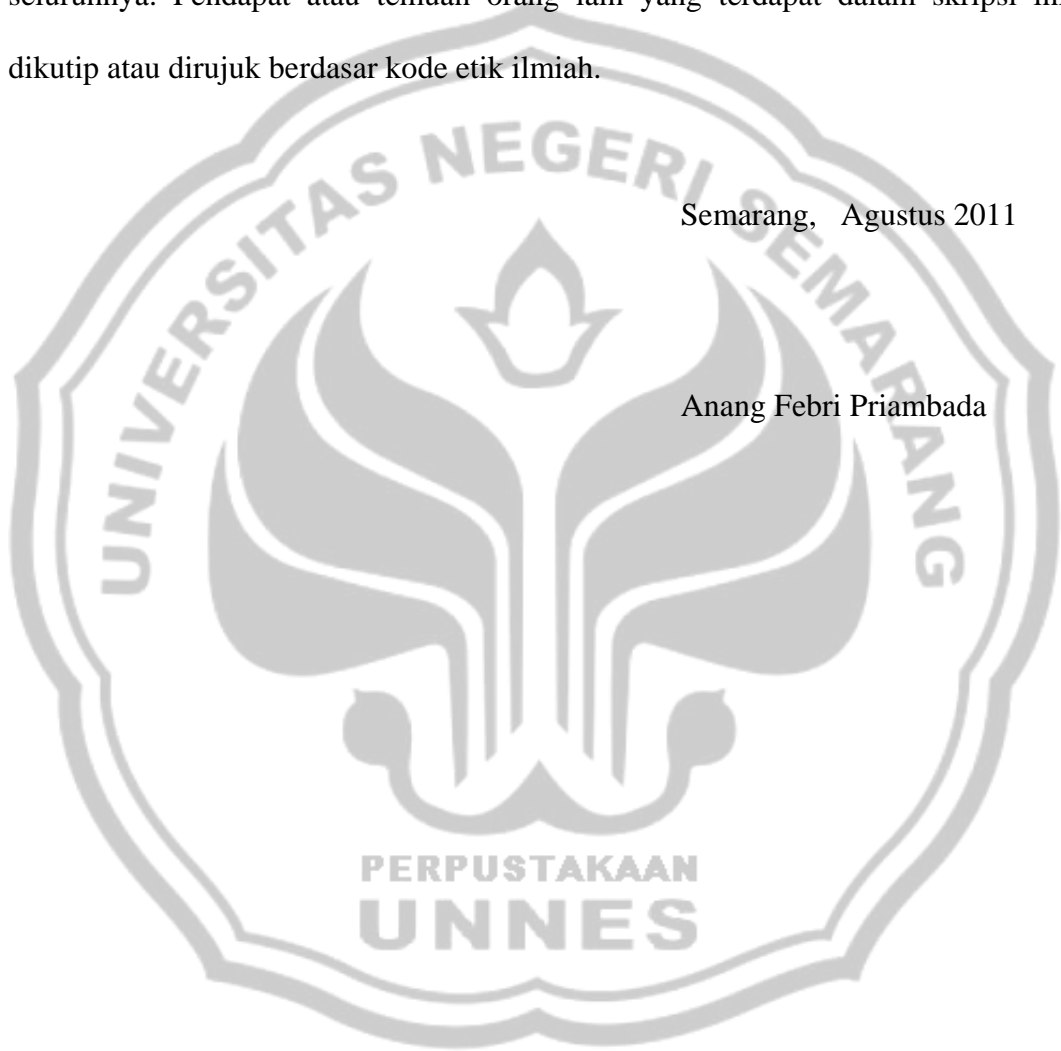 seluruhnya. Pendapat atau temuan orang lain yang terdapat dalam skripsi
dikutip atau dirujuk berdasar kode etik ilmiah.
Semarang, Agustus 2011
Anang Febri Priambada
UNIVERSITAS NEGERI SEMARANG
PERPUSTAKAAN
UNNES